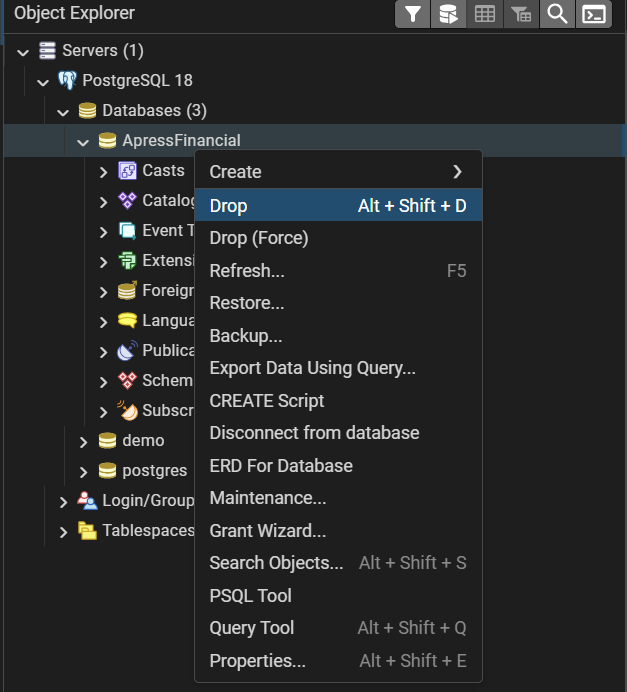 Object Explorer
Servers (1)
PostgreSQL 18
Databases (3)
ApressFinancial
Casts
Catalog
Event T
Extensi
Foreign
Langua
Publica
Schem
Subscr
demo
postgres
Login/Group
Tablespaces
Create
Drop Alt + Shift + D
Drop (Force)
Refresh... F5
Restore...
Backup...
Export Data Using Query...
CREATE Script
Disconnect from database
ERD For Database
Maintenance...
Grant Wizard...
Search Objects... Alt + Shift + S
PSQL Tool
Query Tool Alt + Shift + Q
Properties... Alt + Shift + E